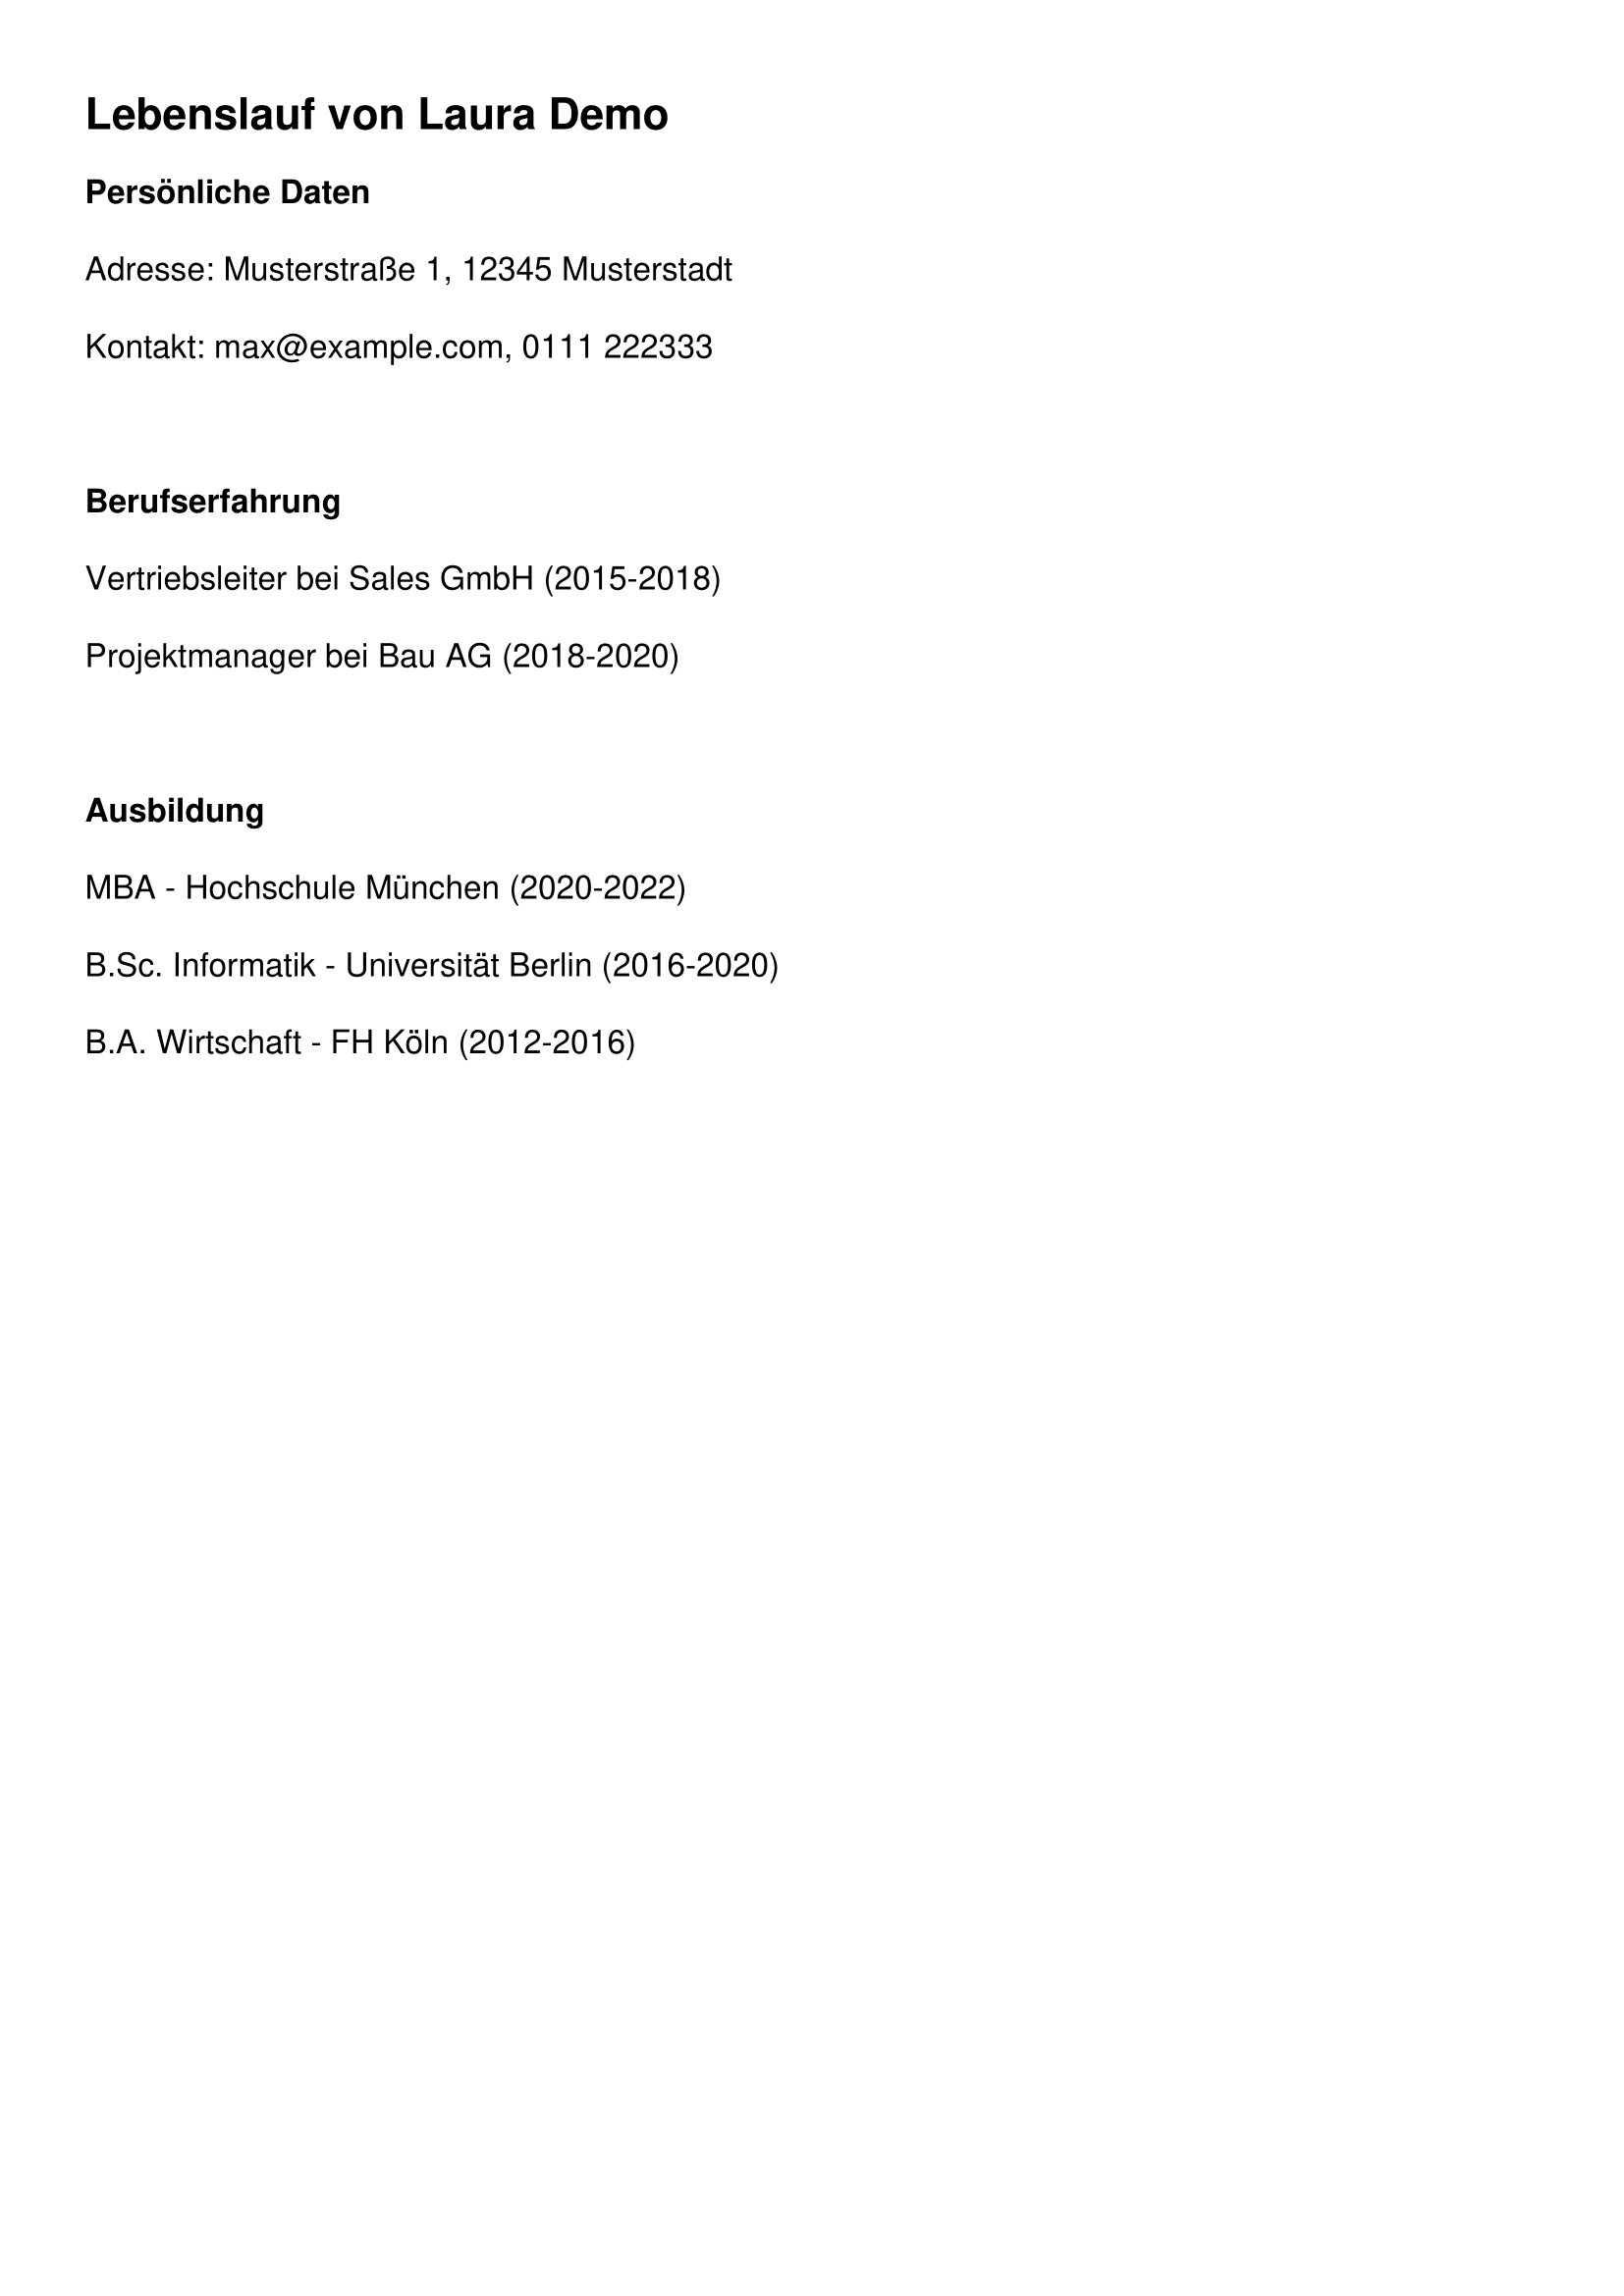 Lebenslauf von Laura Demo
Persönliche Daten
Adresse: Musterstraße 1, 12345 Musterstadt
Kontakt: max@example.com, 0111 222333
Berufserfahrung
Vertriebsleiter bei Sales GmbH (2015-2018)
Projektmanager bei Bau AG (2018-2020)
Ausbildung
MBA - Hochschule München (2020-2022)
B.Sc. Informatik - Universität Berlin (2016-2020)
B.A. Wirtschaft - FH Köln (2012-2016)